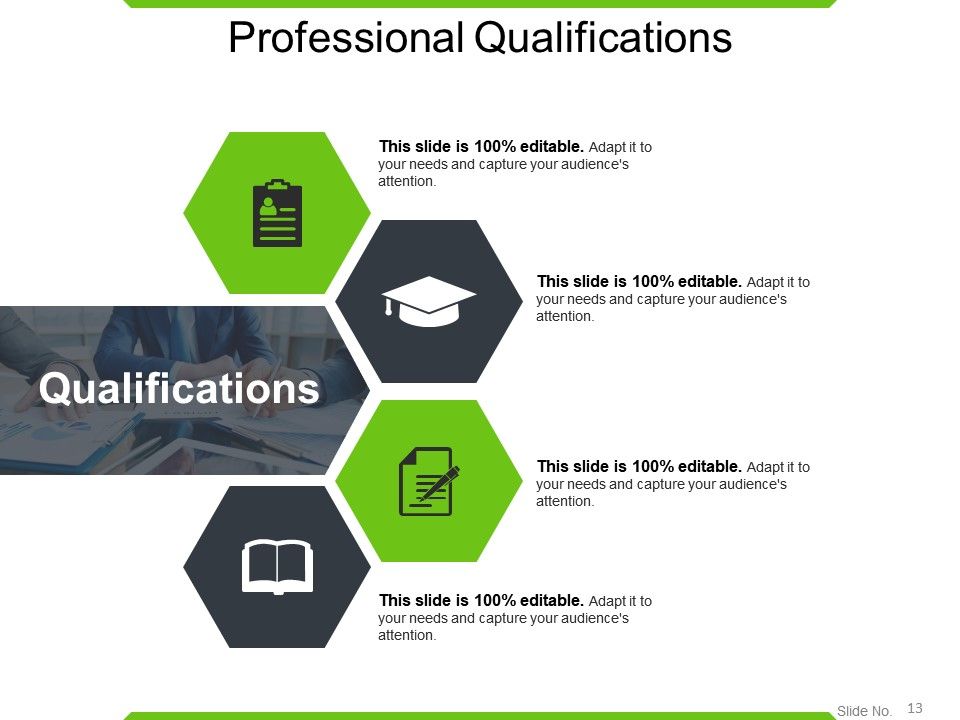 Professional Qualifications
This slide is 100% editable. Adapt it to
your needs and capture your audience's
attention.
This slide is 100% editable. Adapt it to
your needs and capture your audience's
attention.
Qualifications
This slide is 100% editable. Adapt it to
your needs and capture your audience's
attention.
This slide is 100% editable. Adapt it to
your needs and capture your audience's
attention.
Slide No. 13